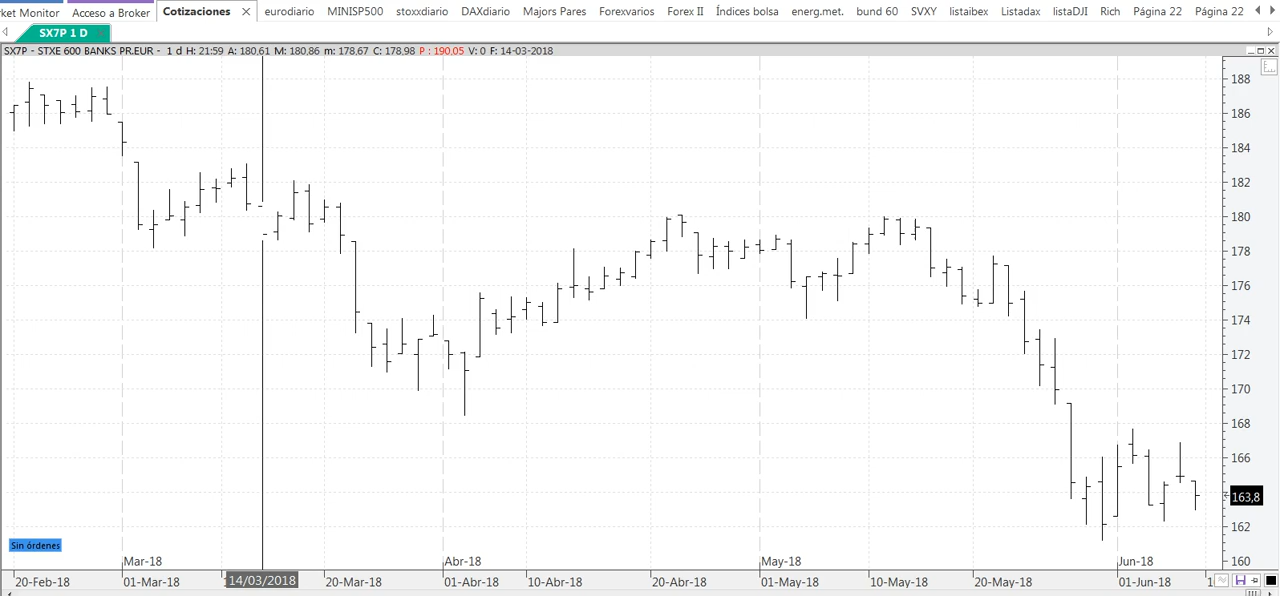 ket Monitor Acceso a Broker Cotizaciones eurodiario MINISP500 stoxxdiario DAXdiario Majors Pares Forexvarios Forex II Índices bolsa energ.met. bund 60 SVXY listaibex Listadax listaDJI Rich Página 22 Página 22
SX7P 1 D
SX7P - STXE 600 BANKS PR.EUR - 1 d H: 21:59 A: 180,61 M: 180,86 m: 178,67 C: 178,98 P : 190,05 V: 0 F: 14-03-2018
188
186
184
182
180
178
176
174
172
170
168
166
163,8
162
160
Sin órdenes
Mar-18 Abr-18 May-18 Jun-18
20-Feb-18 01-Mar-18 14/03/2018 20-Mar-18 01-Abr-18 10-Abr-18 20-Abr-18 01-May-18 10-May-18 20-May-18 01-Jun-18 1